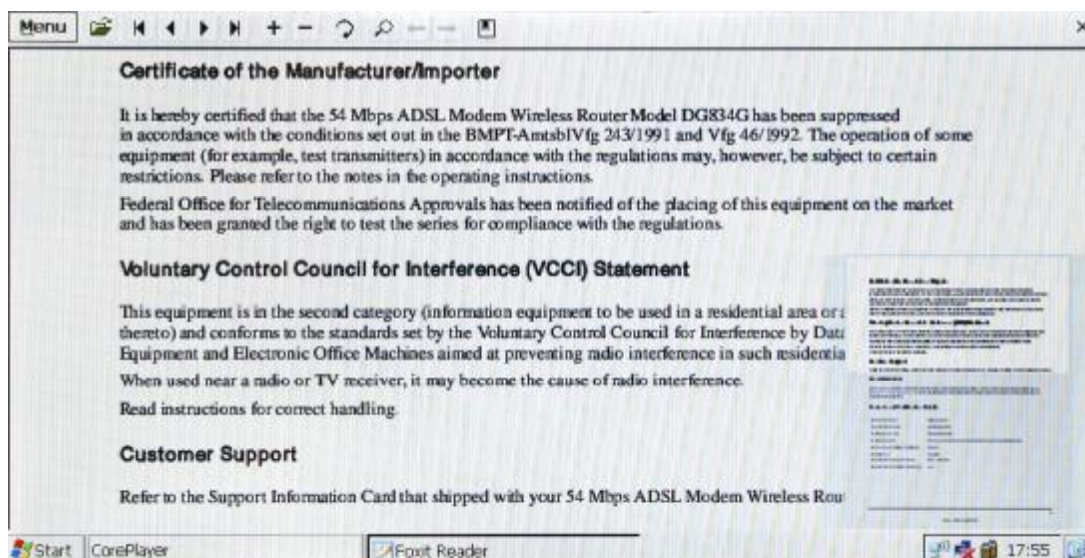 Menu
Certificate of the Manufacturer/Importer
It is hereby certified that the 54 Mbps ADSL Modem Wireless Router Model DG834G has been suppressed
in accordance with the conditions set out in the BMPT-AmtsblVfg 243/1991 and Vfg 46/1992. The operation of some
equipment (for example, test transmitters) in accordance with the regulations may, however, be subject to certain
restrictions. Please refer to the notes in the operating instructions.
Federal Office for Telecommunications Approvals has been notified of the placing of this equipment on the market
and has been granted the right to test the series for compliance with the regulations.
Voluntary Control Council for Interference (VCCI) Statement
This equipment is in the second category (information equipment to be used in a residential area or
thereto) and conforms to the standards set by the Voluntary Control Council for Interference by Data
Equipment and Electronic Office Machines aimed at preventing radio interference in such
When used near a radio or TV receiver, it may become the cause of radio interference.
Read instructions for correct handling.
Customer Support
Refer to the Support Information Card that shipped with your 54 Mbps ADSL Modem Wireless
Start CorePlayer Foxit Reader 17:55